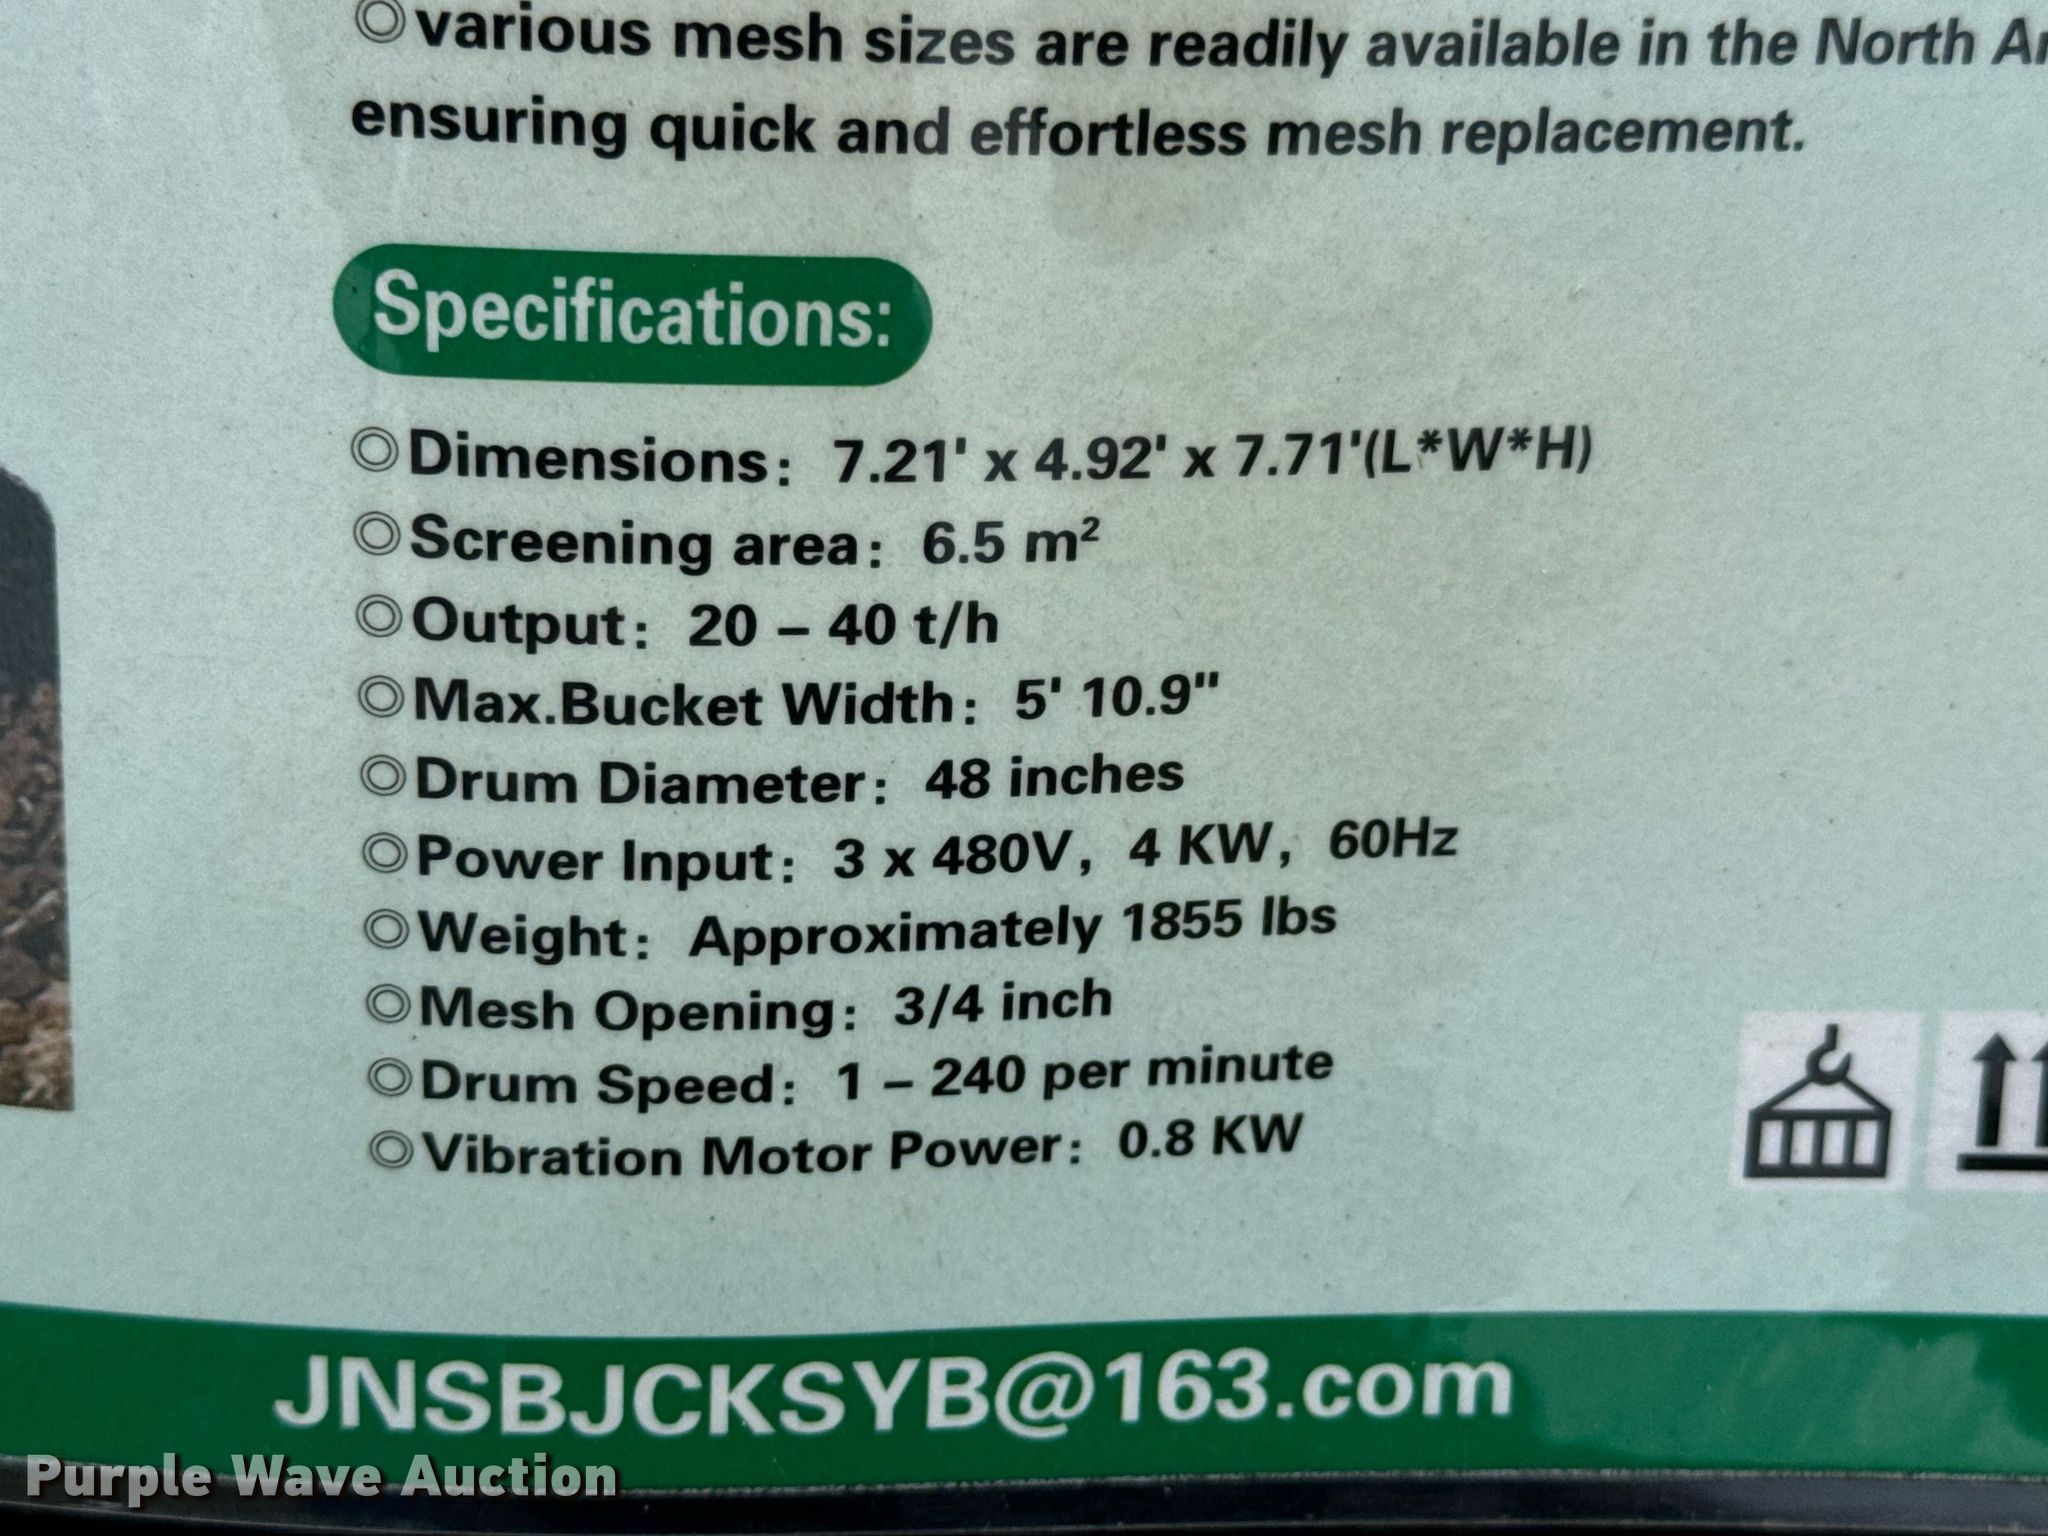 ◎various mesh sizes are readily available in the North
ensuring quick and effortless mesh replacement.
Specifications:
◎Dimensions: 7.21' x 4.92' x 7.71'(L*W*H)
◎Screening area: 6.5 m²
◎Output: 20 – 40 t/h
◎Max.Bucket Width: 5' 10.9"
◎Drum Diameter: 48 inches
◎Power Input: 3 x 480V, 4 KW, 60Hz
◎Weight: Approximately 1855 lbs
◎Mesh Opening: 3/4 inch
◎Drum Speed: 1 – 240 per minute
◎Vibration Motor Power: 0.8 KW
JNSBJCKSYB@163.com
Purple Wave Auction